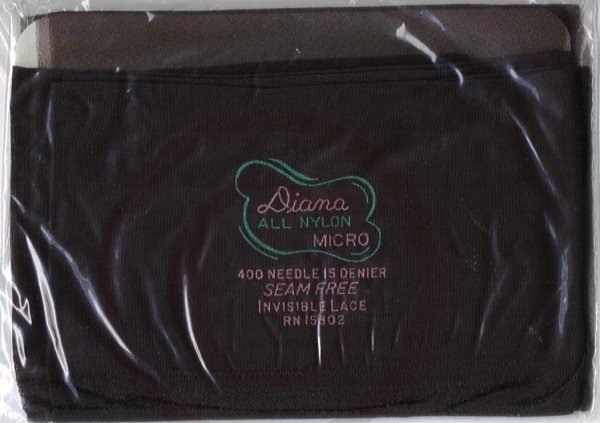 Diana
ALL NYLON
MICRO
400 NEEDLE 15 DENIER
SEAM FREE
INVISIBLE LACE
RN 15802